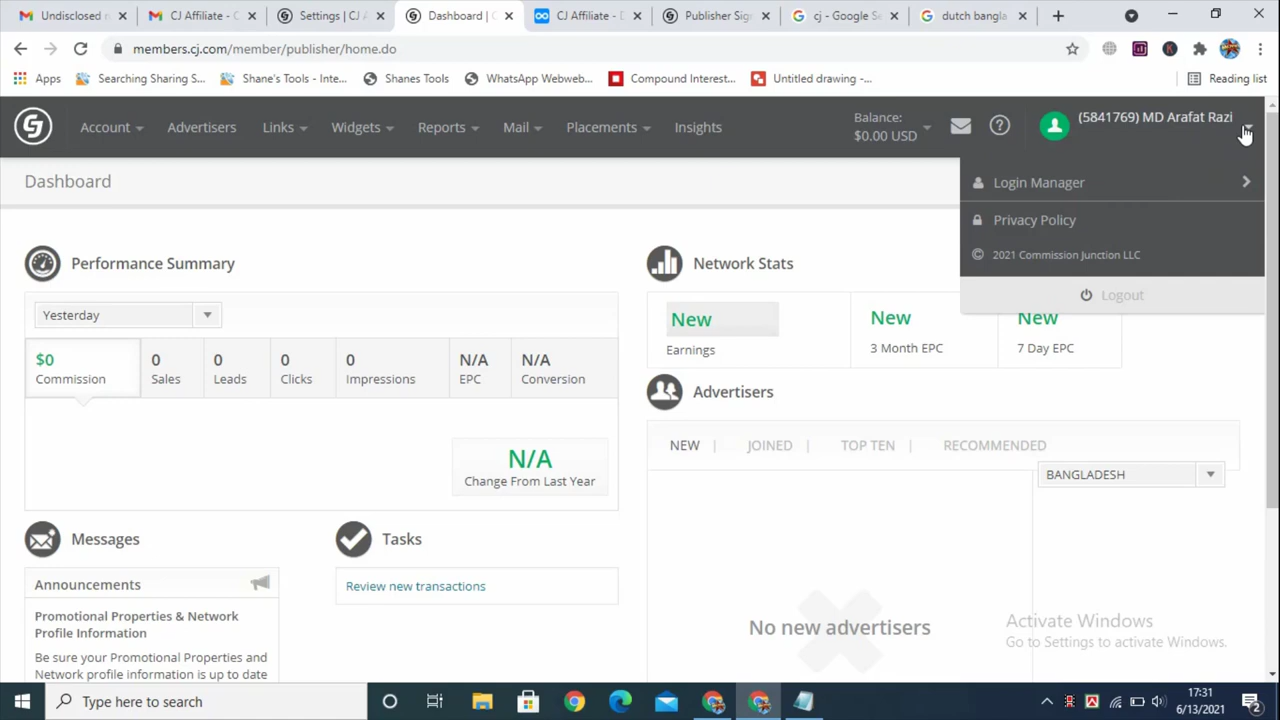 Undisclosed r
CJ Affiliate - C
Settings | CJ A
Dashboard | C
CJ Affiliate - D
Publisher Sig
cj - Google Se
dutch bangla
members.cj.com/member/publisher/home.do
Apps
Searching Sharing S...
Shane's Tools - Inte...
Shanes Tools
WhatsApp Webweb...
Compound Interest...
Untitled drawing -...
Reading list
Account
Advertisers
Links
Widgets
Reports
Mail
Placements
Insights
Balance:
$0.00 USD
(5841769) MD Arafat Razi
Dashboard
Login Manager
Privacy Policy
© 2021 Commission Junction LLC
Logout
Performance Summary
Yesterday
$0
Commission
0
Sales
0
Leads
0
Clicks
0
Impressions
N/A
EPC
N/A
Conversion
N/A
Change From Last Year
Network Stats
New
Earnings
New
3 Month EPC
New
7 Day EPC
Advertisers
NEW | JOINED | TOP TEN | RECOMMENDED
BANGLADESH
No new advertisers
Messages
Announcements
Promotional Properties & Network
Profile Information
Be sure your Promotional Properties and
Network profile information is up to date
Tasks
Review new transactions
Activate Windows
Go to Settings to activate Windows.
Type here to search
17:31
6/13/2021
2